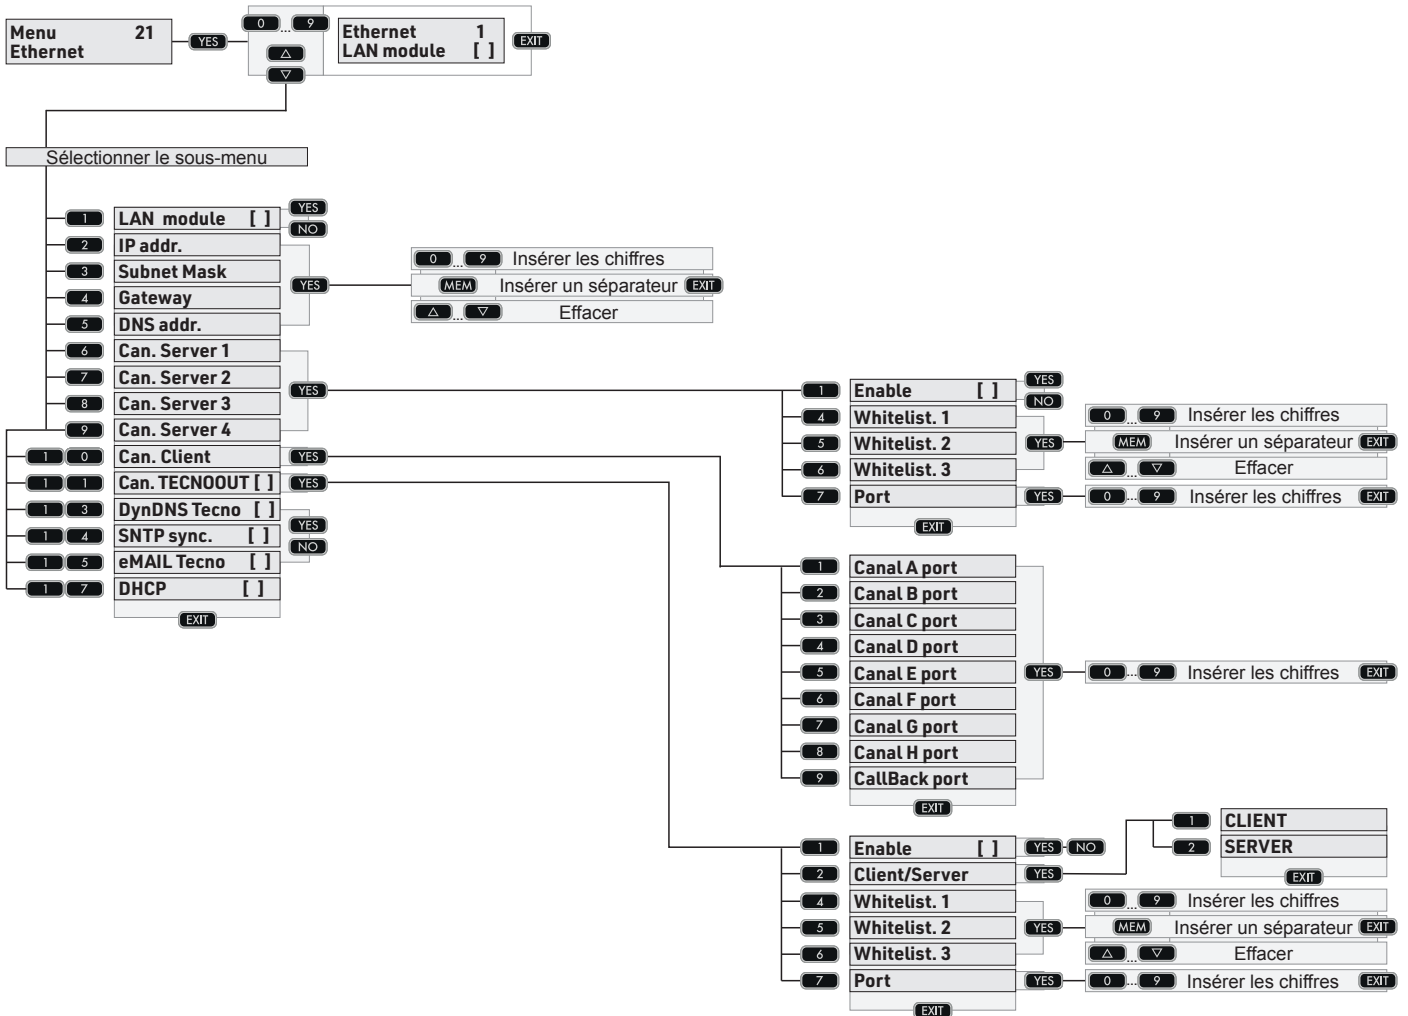 Menu 21
Ethernet
YES
0 ... 9
Ethernet 1
LAN module [ ]
EXIT
Sélectionner le sous-menu
1 LAN module [ ] YES NO
2 IP addr.
3 Subnet Mask
4 Gateway
5 DNS addr.
YES
0 ... 9 Insérer les chiffres
MEM Insérer un séparateur EXIT
... Effacer
6 Can. Server 1
7 Can. Server 2
8 Can. Server 3
9 Can. Server 4
YES
1 0 Can. Client YES
1 1 Can. TECNOOUT [ ] YES
1 3 DynDNS Tecno [ ]
1 4 SNTP sync. [ ]
1 5 eMAIL Tecno [ ]
YES
NO
1 7 DHCP [ ]
EXIT
1 Enable [ ] YES NO
4 Whitelist. 1
5 Whitelist. 2
6 Whitelist. 3
YES
0 ... 9 Insérer les chiffres
MEM Insérer un séparateur EXIT
... Effacer
7 Port YES 0 ... 9 Insérer les chiffres EXIT
EXIT
1 Canal A port
2 Canal B port
3 Canal C port
4 Canal D port
5 Canal E port
6 Canal F port
7 Canal G port
8 Canal H port
9 CallBack port
YES 0 ... 9 Insérer les chiffres EXIT
EXIT
1 Enable [ ] YES NO
2 Client/Server YES
1 CLIENT
2 SERVER
EXIT
4 Whitelist. 1
5 Whitelist. 2
6 Whitelist. 3
YES
0 ... 9 Insérer les chiffres
MEM Insérer un séparateur EXIT
... Effacer
7 Port YES 0 ... 9 Insérer les chiffres EXIT
EXIT